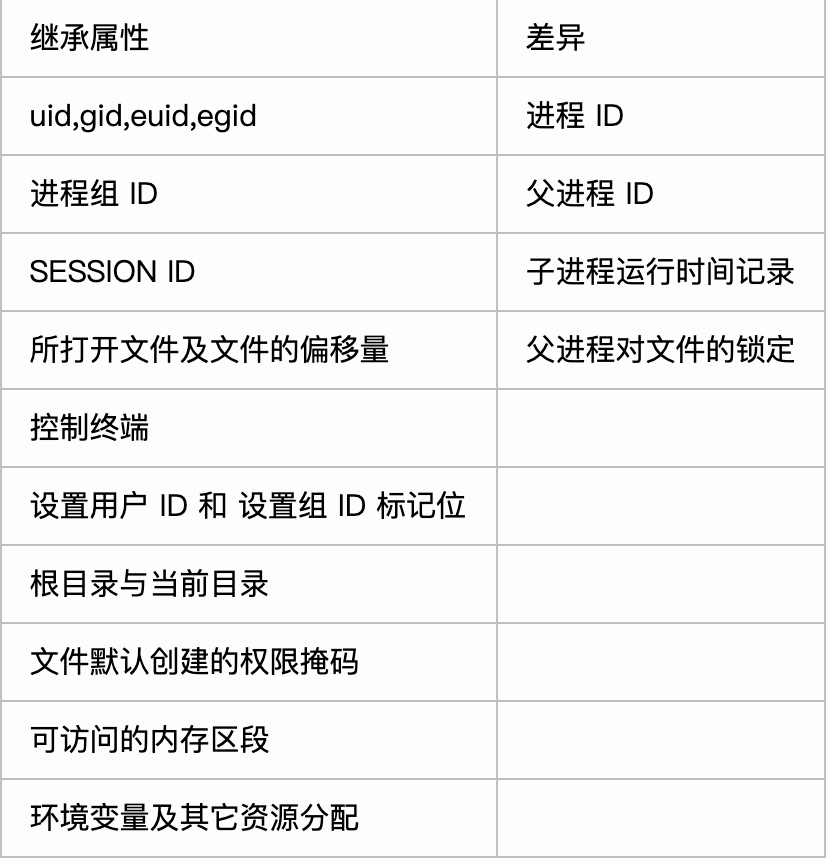 继承属性 差异
uid,gid,euid,egid 进程 ID
进程组 ID 父进程 ID
SESSION ID 子进程运行时间记录
所打开文件及文件的偏移量 父进程对文件的锁定
控制终端
设置用户 ID 和 设置组 ID 标记位
根目录与当前目录
文件默认创建的权限掩码
可访问的内存区段
环境变量及其它资源分配